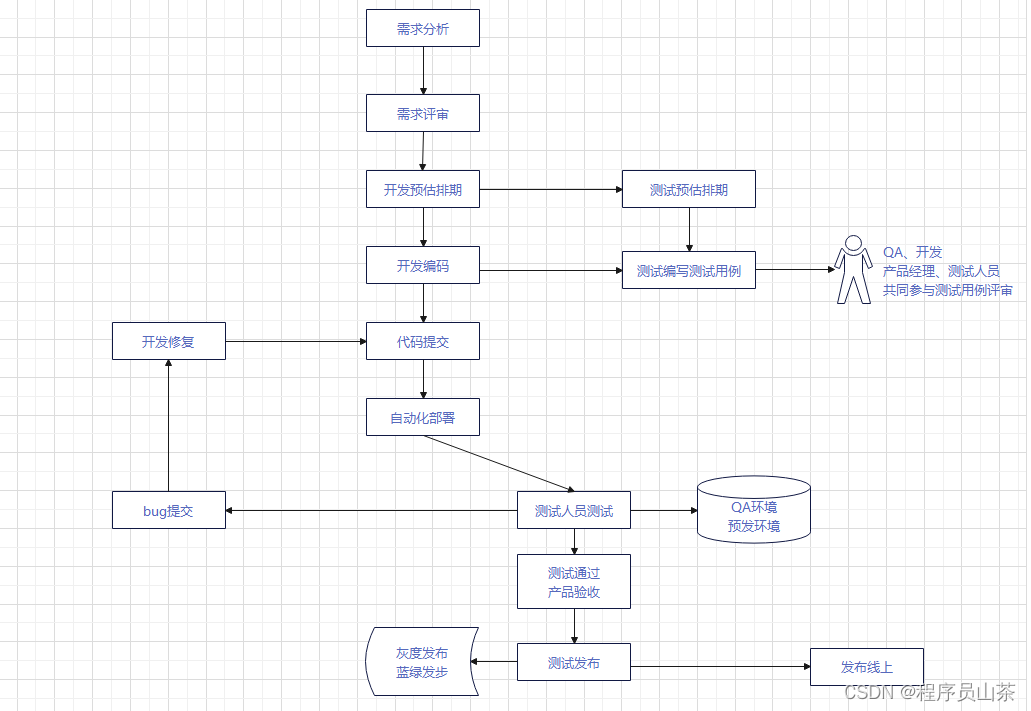 需求分析
需求评审
开发预估排期
测试预估排期
开发编码
测试编写测试用例
QA、开发
产品经理、测试人员
共同参与测试用例评审
开发修复
代码提交
自动化部署
bug提交
测试人员测试
QA环境
预发环境
测试通过
产品验收
灰度发布
蓝绿发步
测试发布
发布线上
CSDN @程序员山茶